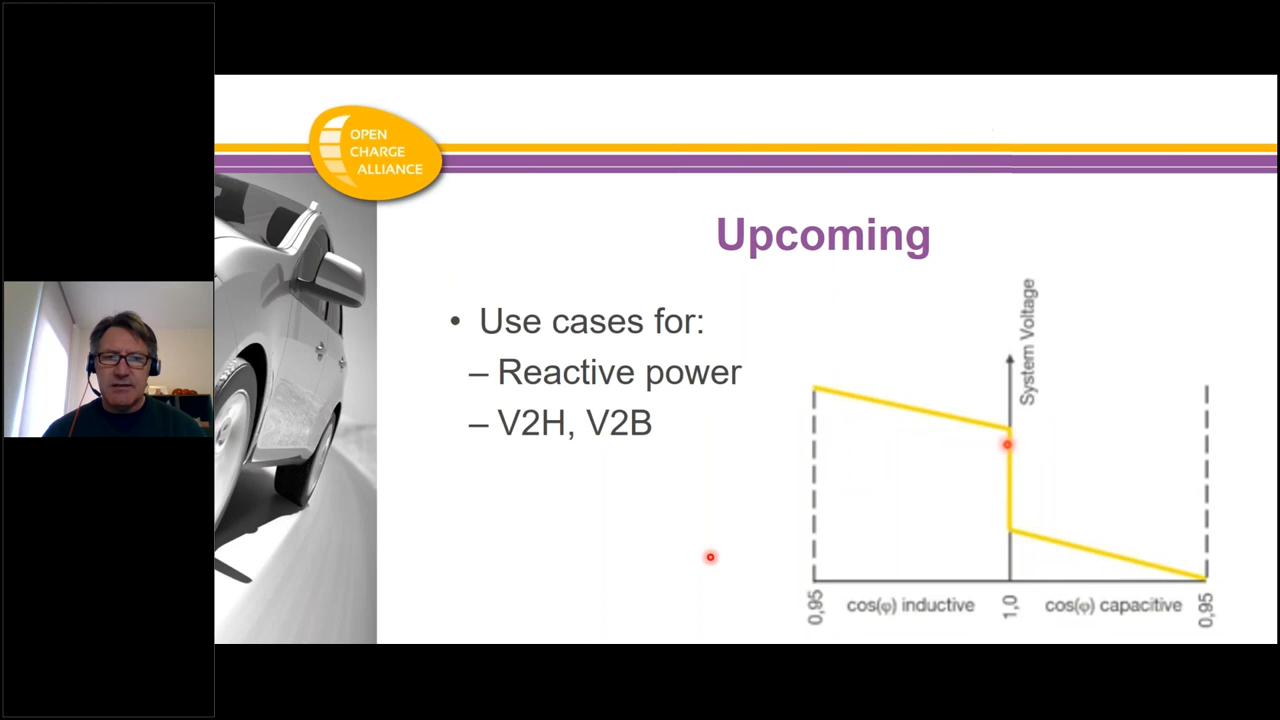 OPEN
CHARGE
ALLIANCE
Upcoming
• Use cases for:
– Reactive power
– V2H, V2B
System Voltage
0,95
cos(φ) inductive
1,0
cos(φ) capacitive
0,95